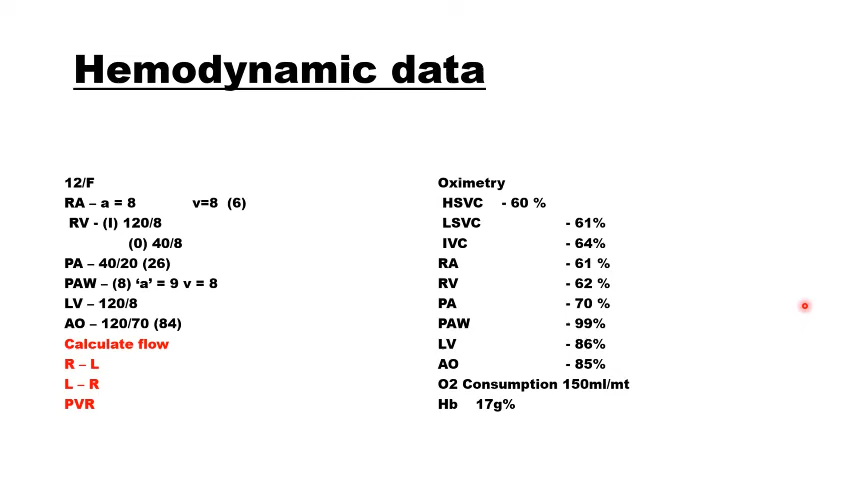 Hemodynamic data
12/F
RA – a = 8 v=8 (6)
RV - (I) 120/8
(0) 40/8
PA – 40/20 (26)
PAW – (8) ‘a’ = 9 v = 8
LV – 120/8
AO – 120/70 (84)
Calculate flow
R – L
L – R
PVR
Oximetry
HSVC - 60 %
LSVC - 61%
IVC - 64%
RA - 61 %
RV - 62 %
PA - 70 %
PAW - 99%
LV - 86%
AO - 85%
O2 Consumption 150ml/mt
Hb 17g%